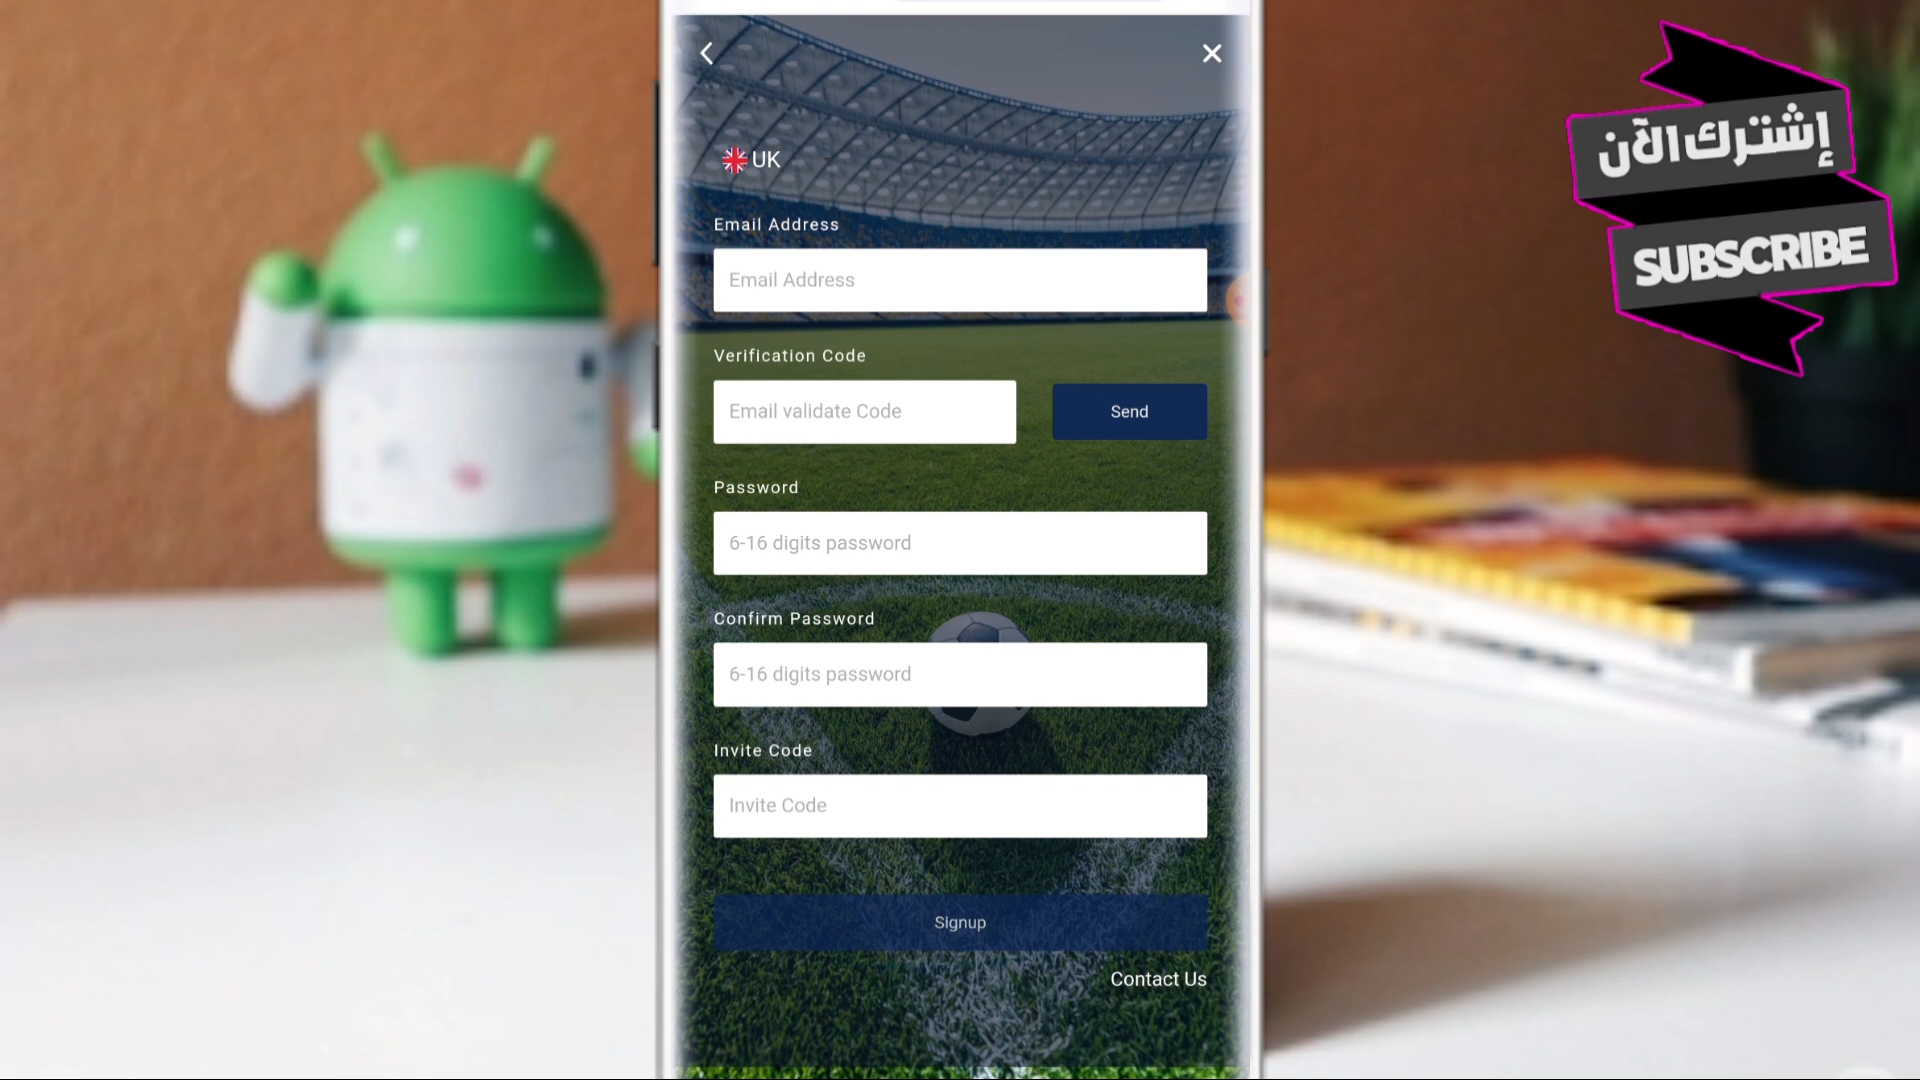 UK
Email Address
Email Address
Verification Code
Email validate Code
Send
Password
6-16 digits password
Confirm Password
6-16 digits password
Invite Code
Invite Code
Signup
Contact Us
إشترك الآن
SUBSCRIBE